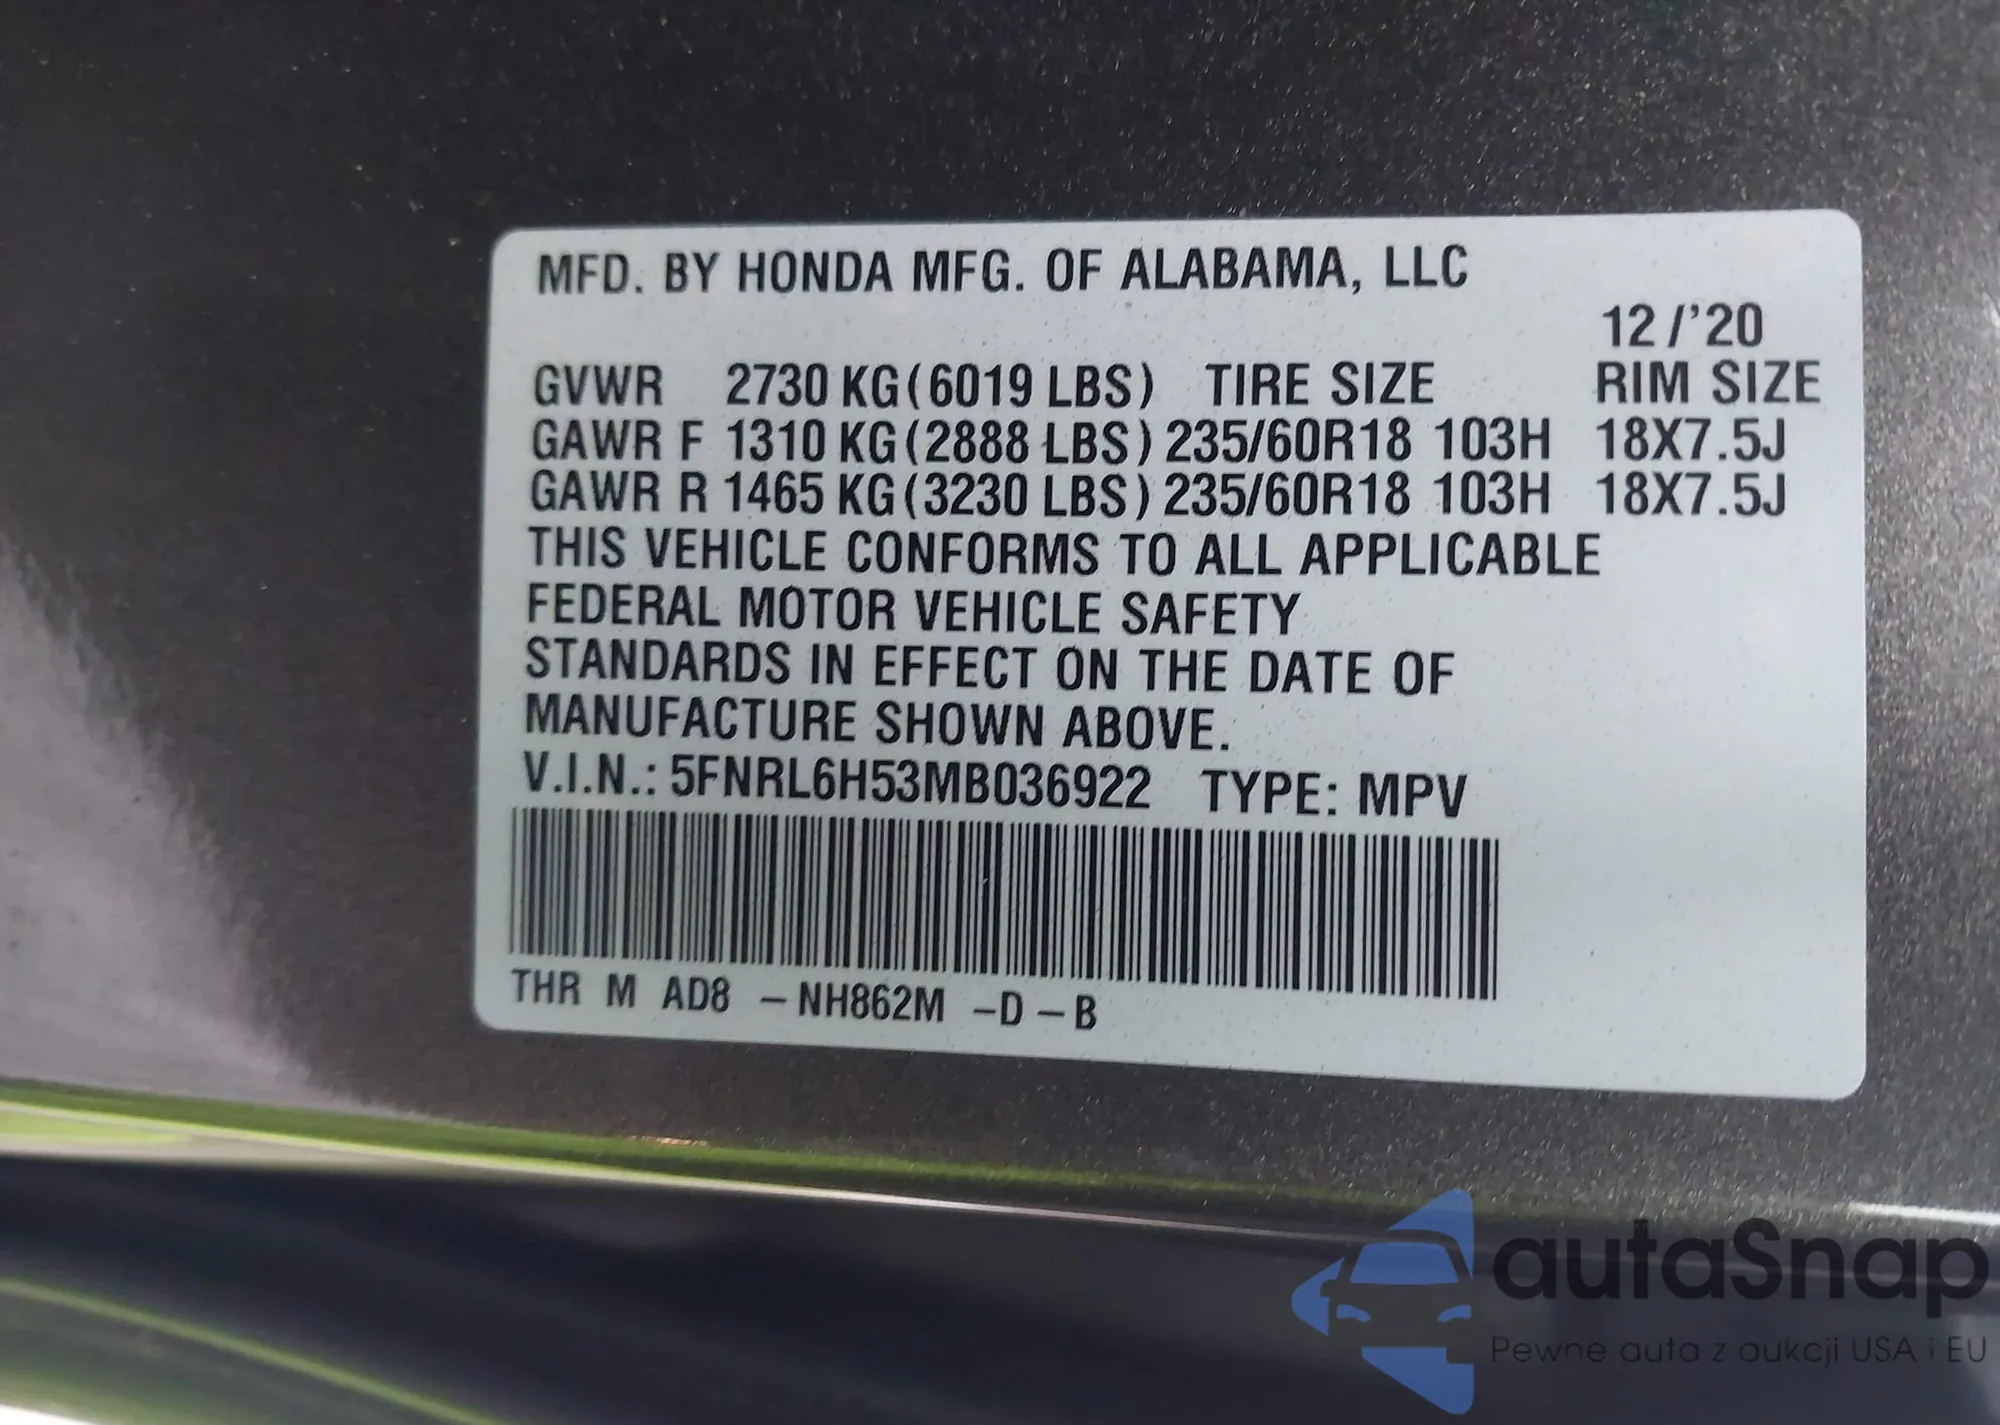 MFD. BY HONDA MFG. OF ALABAMA, LLC
12/'20
GVWR 2730 KG(6019 LBS) TIRE SIZE RIM SIZE
GAWR F 1310 KG(2888 LBS) 235/60R18 103H 18X7.5J
GAWR R 1465 KG(3230 LBS) 235/60R18 103H 18X7.5J
THIS VEHICLE CONFORMS TO ALL APPLICABLE
FEDERAL MOTOR VEHICLE SAFETY
STANDARDS IN EFFECT ON THE DATE OF
MANUFACTURE SHOWN ABOVE.
V.I.N.: 5FNRL6H53MB036922 TYPE: MPV
THR M AD8 -NH862M -D-B
autaSnap
Pewne auta z aukcji USA i EU